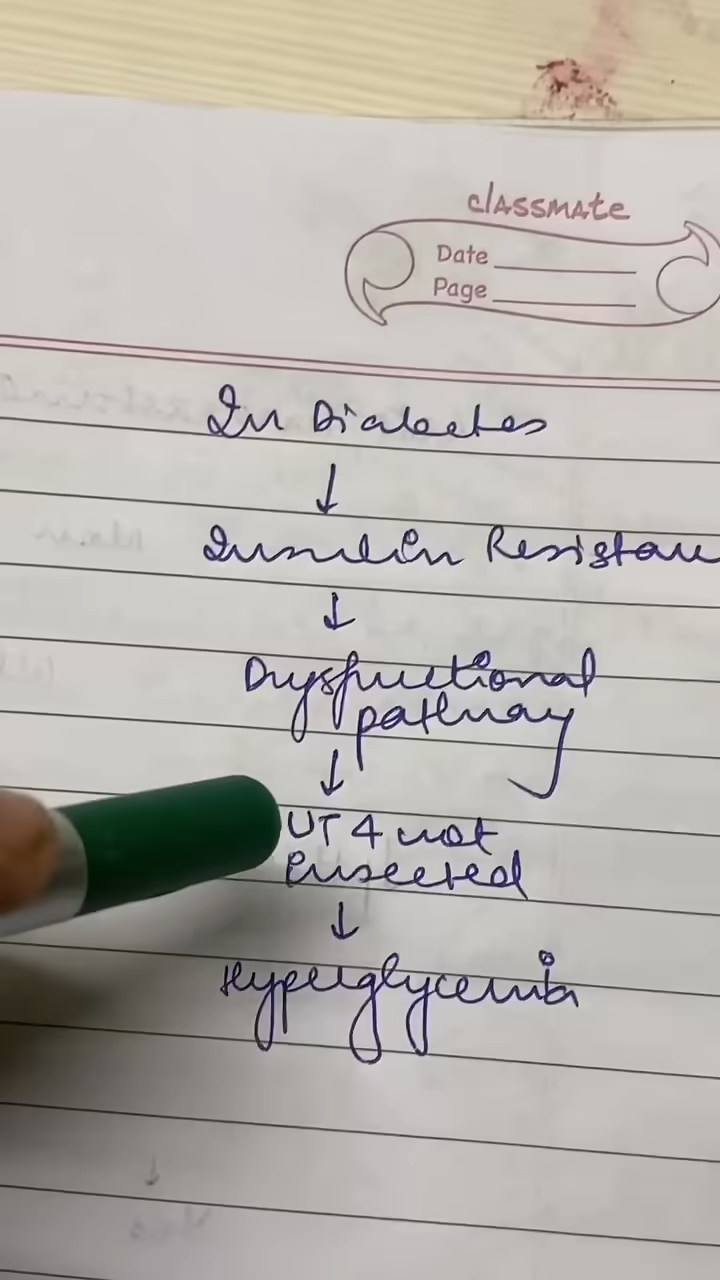 classmate
Date
Page
In Diabetes
↓
Insulin Resistan
↓
Dysfunctional
pathway
↓
UT4 not
Inserted
↓
Hyperglycemia